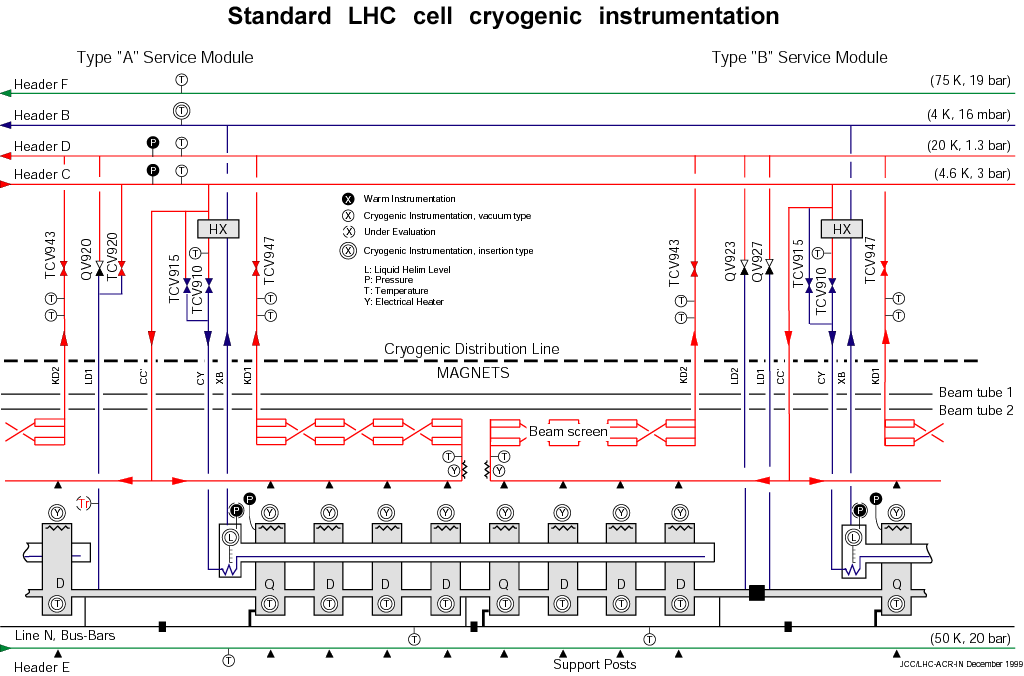 Standard LHC cell cryogenic instrumentation
Type "A" Service Module
Type "B" Service Module
Header F
T
(75 K, 19 bar)
Header B
T
(4 K, 16 mbar)
Header D
P
T
(20 K, 1.3 bar)
Header C
P
T
(4.6 K, 3 bar)
X Warm Instrumentation
X Cryogenic Instrumentation, vacuum type
X Under Evaluation
X Cryogenic Instrumentation, insertion type
L: Liquid Helim Level
P: Pressure
T: Temperature
Y: Electrical Heater
TCV943
QV920
TCV920
TCV915
TCV910
HX
TCV947
T
T
T
T
T
TCV943
QV923
QV927
TCV915
TCV910
HX
TCV947
T
T
T
T
T
Cryogenic Distribution Line
MAGNETS
KD2
LD1
CC'
CY
XB
KD1
KD2
LD2
LD1
CC'
CY
XB
KD1
Beam tube 1
Beam tube 2
Beam screen
T
Y
T
Y
Tr
P
P
P
P
Y
Y
Y
Y
Y
Y
Y
Y
Y
Y
L
L
D
Q
D
D
D
Q
D
D
D
Q
T
T
T
T
T
T
T
T
T
T
Line N, Bus-Bars
T
T
(50 K, 20 bar)
Header E
T
Support Posts
JCC/LHC-ACR-IN December 1999